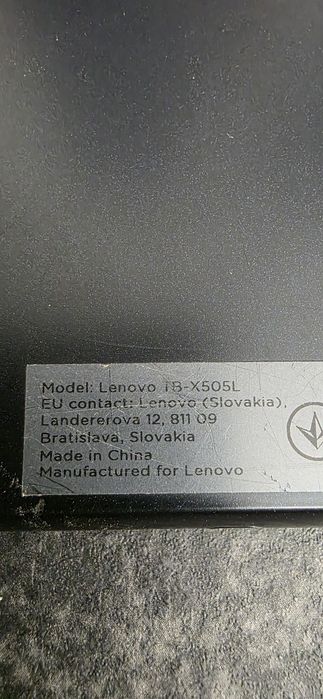 Model: Lenovo TB-X505L
EU contact: Lenovo (Slovakia),
Landererova 12, 811 09
Bratislava, Slovakia
Made in China
Manufactured for Lenovo